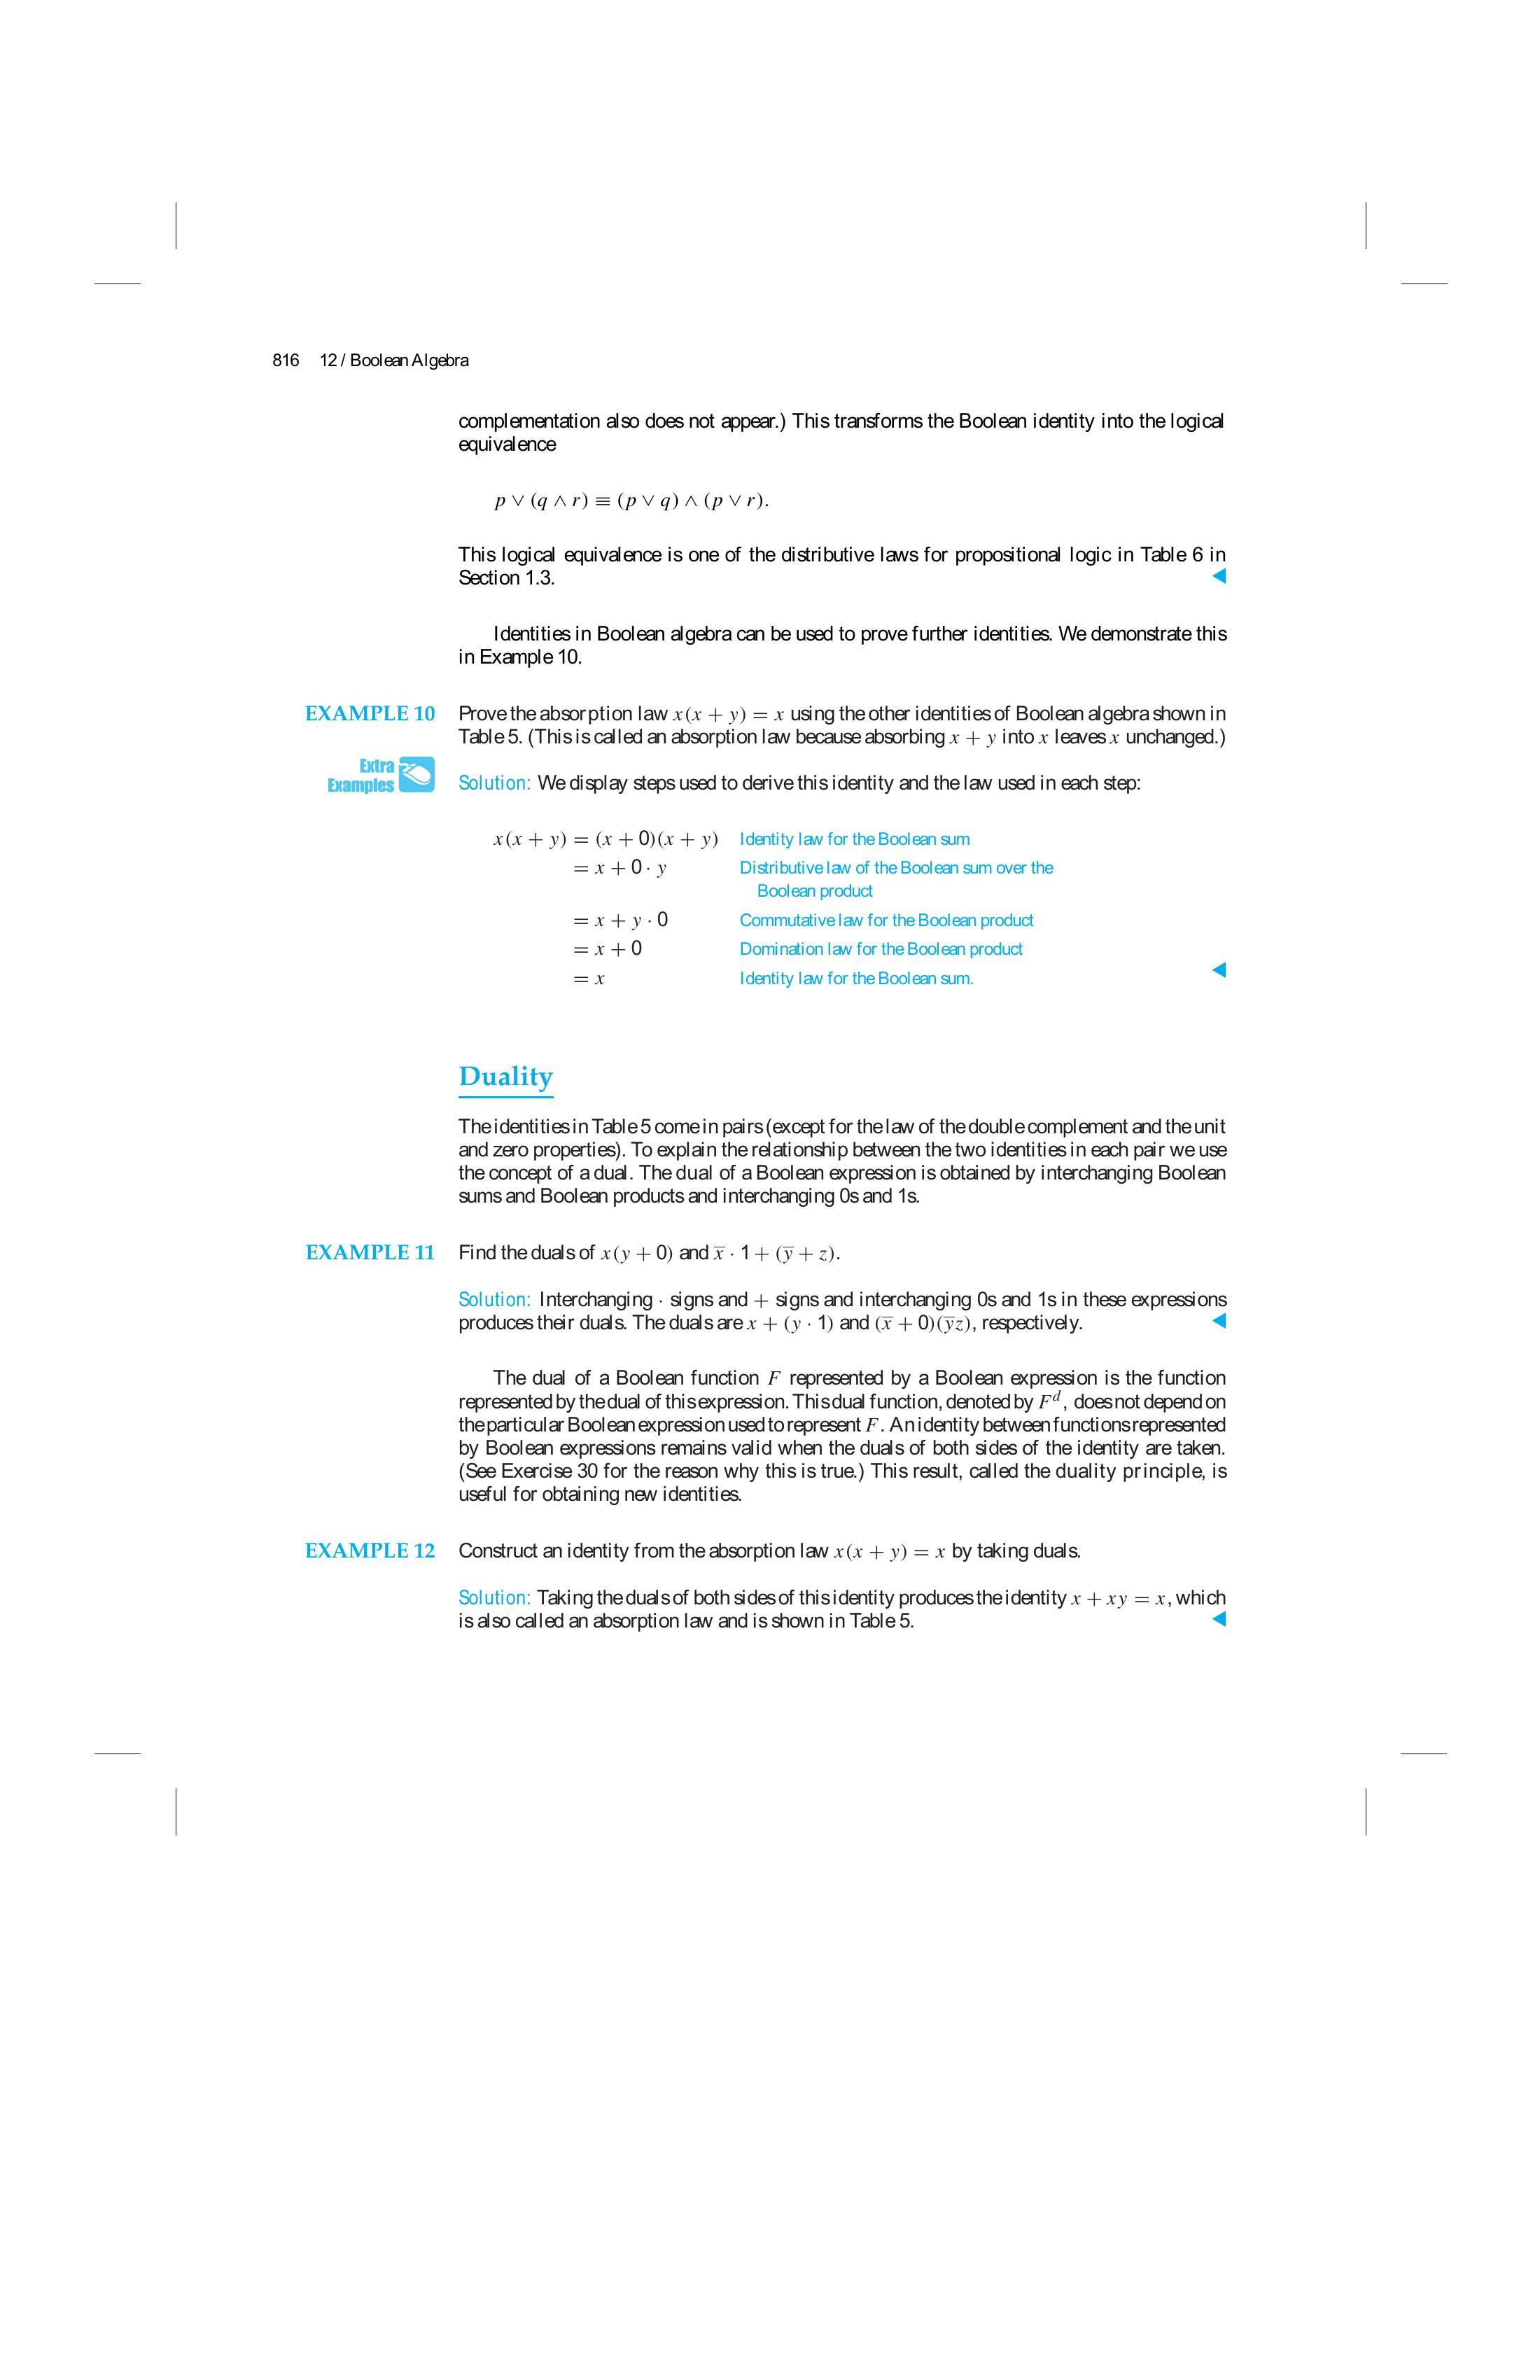 816 12 / Boolean Algebra
complementation also does not appear.) This transforms the Boolean identity into the logical
equivalence
p ∨ (q ∧ r) ≡ (p ∨ q) ∧ (p ∨ r).
This logical equivalence is one of the distributive laws for propositional logic in Table 6 in
Section 1.3.
Identities in Boolean algebra can be used to prove further identities. We demonstrate this
in Example 10.
EXAMPLE 10 Prove the absorption law x(x + y) = x using the other identities of Boolean algebra shown in
Table 5. (This is called an absorption law because absorbing x + y into x leaves x unchanged.)
Extra
Examples
Solution: We display steps used to derive this identity and the law used in each step:
x(x + y) = (x + 0)(x + y) Identity law for the Boolean sum
= x + 0 · y Distributive law of the Boolean sum over the
Boolean product
= x + y · 0 Commutative law for the Boolean product
= x + 0 Domination law for the Boolean product
= x Identity law for the Boolean sum.
Duality
The identities in Table 5 come in pairs (except for the law of the double complement and the unit
and zero properties). To explain the relationship between the two identities in each pair we use
the concept of a dual. The dual of a Boolean expression is obtained by interchanging Boolean
sums and Boolean products and interchanging 0s and 1s.
EXAMPLE 11 Find the duals of x(y + 0) and x̅ · 1 + (y̅ + z).
Solution: Interchanging · signs and + signs and interchanging 0s and 1s in these expressions
produces their duals. The duals are x + (y · 1) and (x̅ + 0)(y̅z), respectively.
The dual of a Boolean function F represented by a Boolean expression is the function
represented by the dual of this expression. This dual function, denoted by Fᵈ, does not depend on
the particular Boolean expression used to represent F. An identity between functions represented
by Boolean expressions remains valid when the duals of both sides of the identity are taken.
(See Exercise 30 for the reason why this is true.) This result, called the duality principle, is
useful for obtaining new identities.
EXAMPLE 12 Construct an identity from the absorption law x(x + y) = x by taking duals.
Solution: Taking the duals of both sides of this identity produces the identity x + xy = x, which
is also called an absorption law and is shown in Table 5.